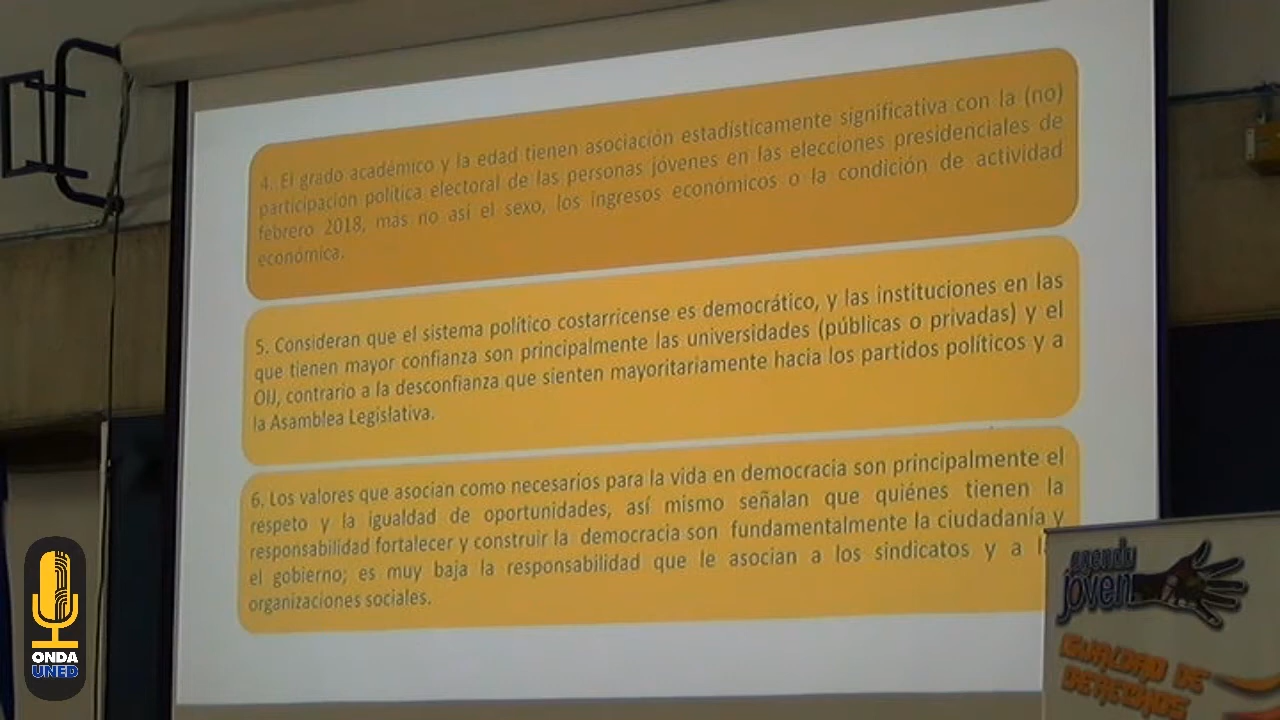 4. El grado académico y la edad tienen asociación estadísticamente significativa con la (no)
participación política electoral de las personas jóvenes en las elecciones presidenciales de
febrero 2018, mas no así el sexo, los ingresos económicos o la condición de actividad
económica.
5. Consideran que el sistema político costarricense es democrático, y las instituciones en las
que tienen mayor confianza son principalmente las universidades (públicas o privadas) y el
OIJ, contrario a la desconfianza que sienten mayoritariamente hacia los partidos políticos y a
la Asamblea Legislativa.
6. Los valores que asocian como necesarios para la vida en democracia son principalmente el
respeto y la igualdad de oportunidades, así mismo señalan que quiénes tienen la
responsabilidad fortalecer y construir la democracia son fundamentalmente la ciudadanía y
el gobierno; es muy baja la responsabilidad que le asocian a los sindicatos y a
organizaciones sociales.
agenda
joven
IGUALDAD DE
DERECHOS
ONDA
UNED